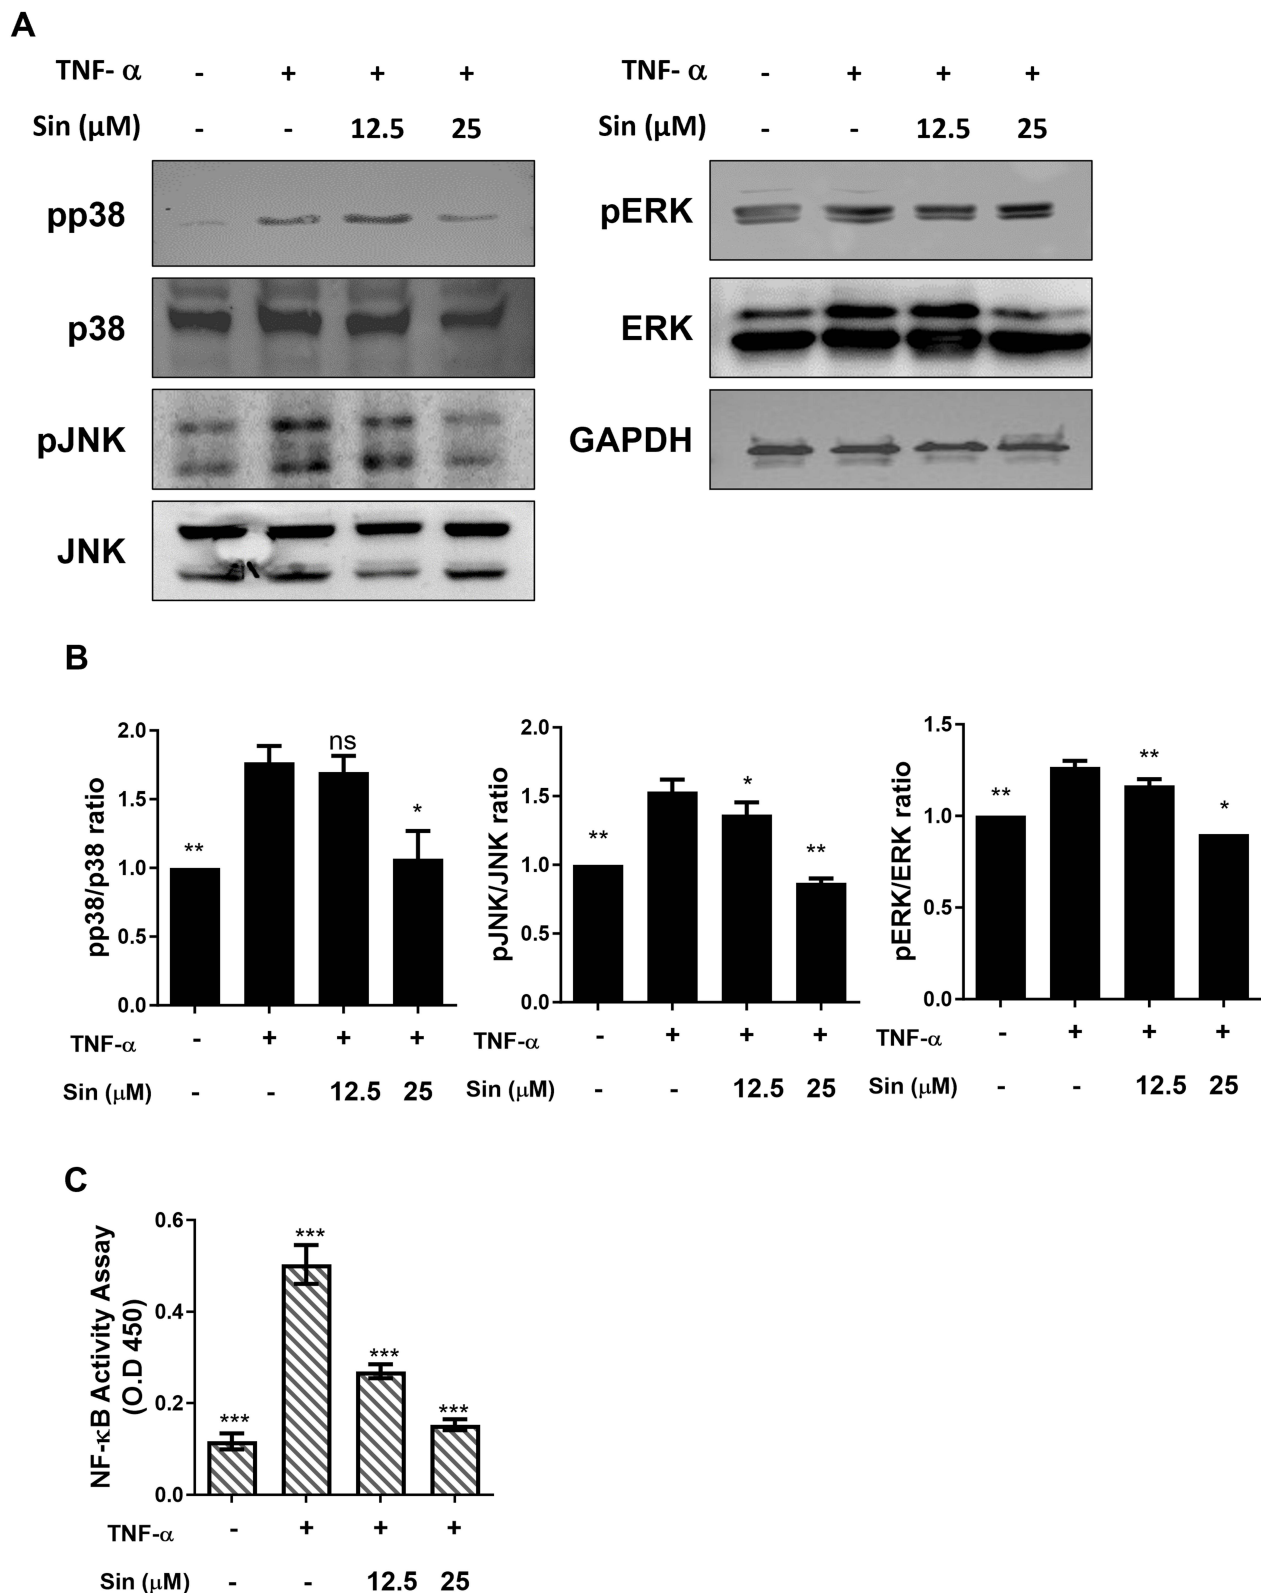 A
TNF- α - + + +
Sin (µM) - - 12.5 25
pp38
p38
pJNK
JNK
TNF- α - + + +
Sin (µM) - - 12.5 25
pERK
ERK
GAPDH
B
pp38/p38 ratio
2.0
1.5
1.0
0.5
0.0
** ns *
TNF-α - + + +
Sin (µM) - - 12.5 25
pJNK/JNK ratio
2.0
1.5
1.0
0.5
0.0
** * **
TNF-α - + + +
Sin (µM) - - 12.5 25
pERK/ERK ratio
1.5
1.0
0.5
0.0
** ** *
TNF-α - + + +
Sin (µM) - - 12.5 25
C
NF-κB Activity Assay
(O.D 450)
0.6
0.4
0.2
0.0
*** *** *** ***
TNF-α - + + +
Sin (µM) - - 12.5 25